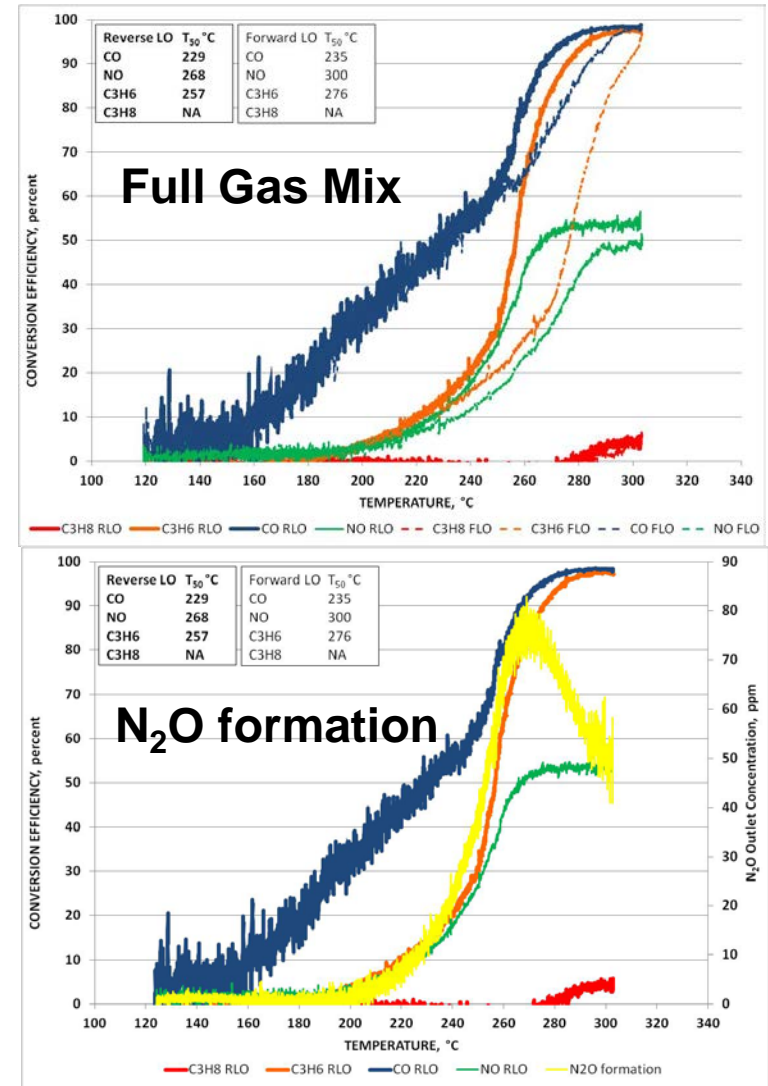 Reverse LO T50 °C
CO 229
NO 268
C3H6 257
C3H8 NA
Forward LO T50 °C
CO 235
NO 300
C3H6 276
C3H8 NA
Full Gas Mix
CONVERSION EFFICIENCY, percent
100
90
80
70
60
50
40
30
20
10
0
100 120 140 160 180 200 220 240 260 280 300 320 340
TEMPERATURE, °C
C3H8 RLO C3H6 RLO CO RLO NO RLO C3H8 FLO C3H6 FLO CO FLO NO FLO
Reverse LO T50 °C
CO 229
NO 268
C3H6 257
C3H8 NA
Forward LO T50 °C
CO 235
NO 300
C3H6 276
C3H8 NA
N2O formation
CONVERSION EFFICIENCY, percent
100
90
80
70
60
50
40
30
20
10
0
N2O Outlet Concentration, ppm
90
80
70
60
50
40
30
20
10
0
100 120 140 160 180 200 220 240 260 280 300 320 340
TEMPERATURE, °C
C3H8 RLO C3H6 RLO CO RLO NO RLO N2O formation